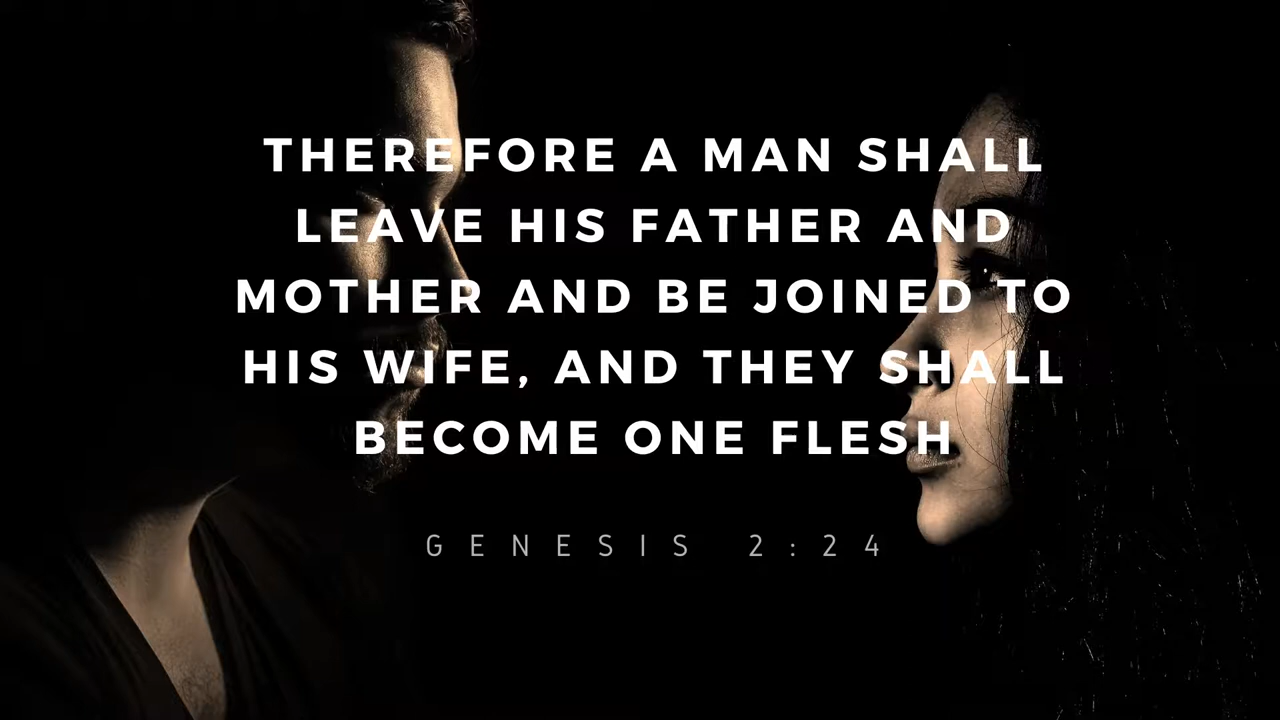 THEREFORE A MAN SHALL
LEAVE HIS FATHER AND
MOTHER AND BE JOINED TO
HIS WIFE, AND THEY SHALL
BECOME ONE FLESH
GENESIS 2:24